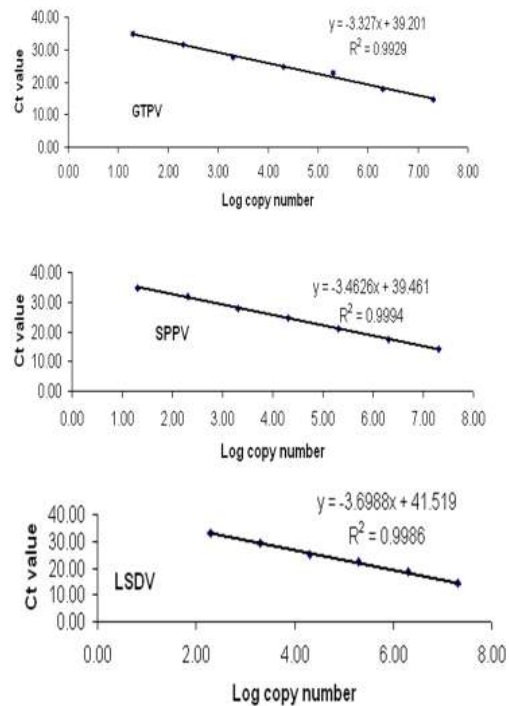 y = -3.327x + 39.201
R² = 0.9929
40.00
30.00
20.00
10.00
0.00
Ct value
GTPV
0.00 1.00 2.00 3.00 4.00 5.00 6.00 7.00 8.00
Log copy number
y = -3.4626x + 39.461
R² = 0.9994
40.00
30.00
20.00
10.00
0.00
Ct value
SPPV
0.00 1.00 2.00 3.00 4.00 5.00 6.00 7.00 8.00
Log copy number
y = -3.6988x + 41.519
R² = 0.9986
40.00
30.00
20.00
10.00
0.00
Ct value
LSDV
0.00 2.00 4.00 6.00 8.00
Log copy number